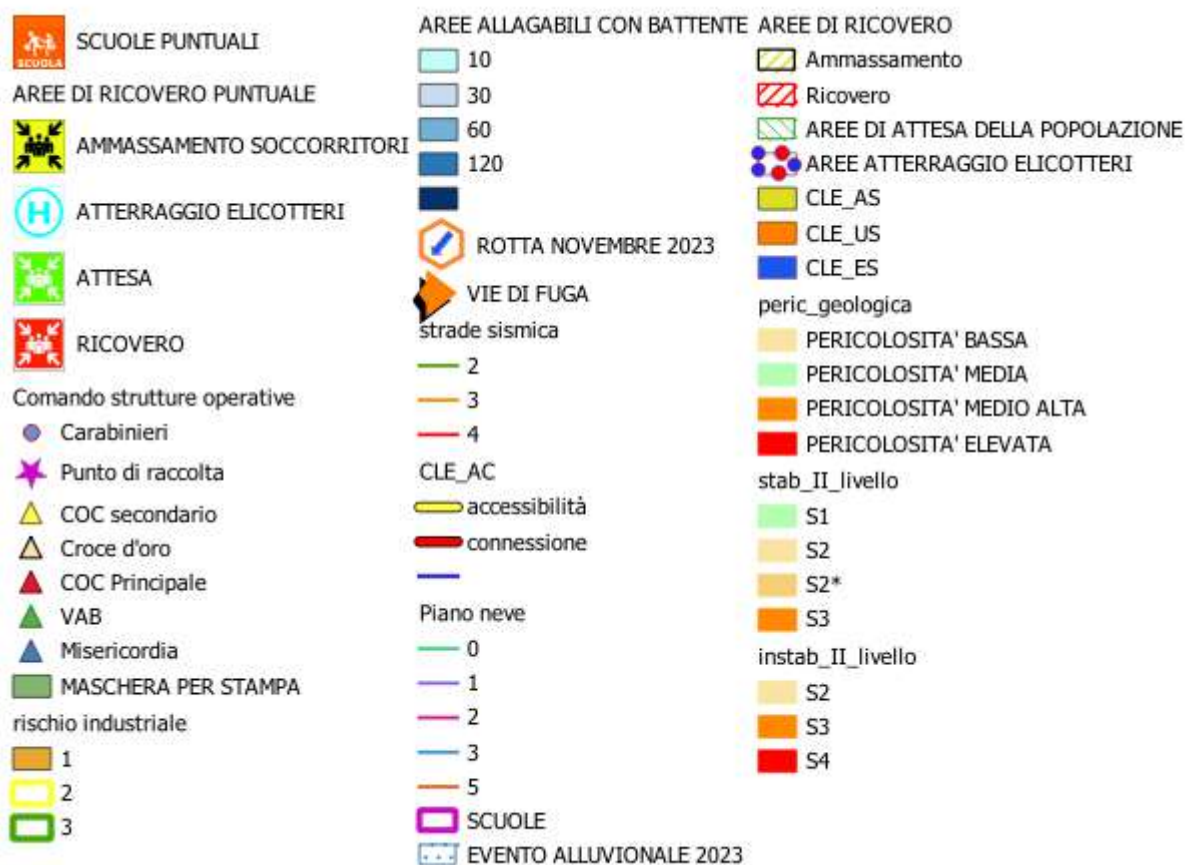 SCUOLA
SCUOLE PUNTUALI
AREE DI RICOVERO PUNTUALE
AMMASSAMENTO SOCCORRITORI
H
ATTERRAGGIO ELICOTTERI
ATTESA
RICOVERO
Comando strutture operative
Carabinieri
Punto di raccolta
COC secondario
Croce d'oro
COC Principale
VAB
Misericordia
MASCHERA PER STAMPA
rischio industriale
1
2
3
AREE ALLAGABILI CON BATTENTE
10
30
60
120
ROTTA NOVEMBRE 2023
VIE DI FUGA
strade sismica
2
3
4
CLE_AC
accessibilità
connessione
Piano neve
0
1
2
3
5
SCUOLE
EVENTO ALLUVIONALE 2023
AREE DI RICOVERO
Ammassamento
Ricovero
AREE DI ATTESA DELLA POPOLAZIONE
AREE ATTERRAGGIO ELICOTTERI
CLE_AS
CLE_US
CLE_ES
peric_geologica
PERICOLOSITA' BASSA
PERICOLOSITA' MEDIA
PERICOLOSITA' MEDIO ALTA
PERICOLOSITA' ELEVATA
stab_II_livello
S1
S2
S2*
S3
instab_II_livello
S2
S3
S4